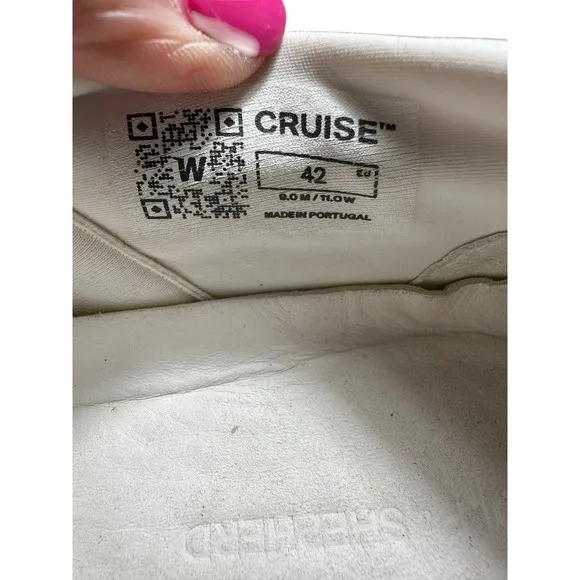 CRUISE™
W
42 EU
9.0 M / 11.0 W
MADE IN PORTUGAL
SHEPHERD